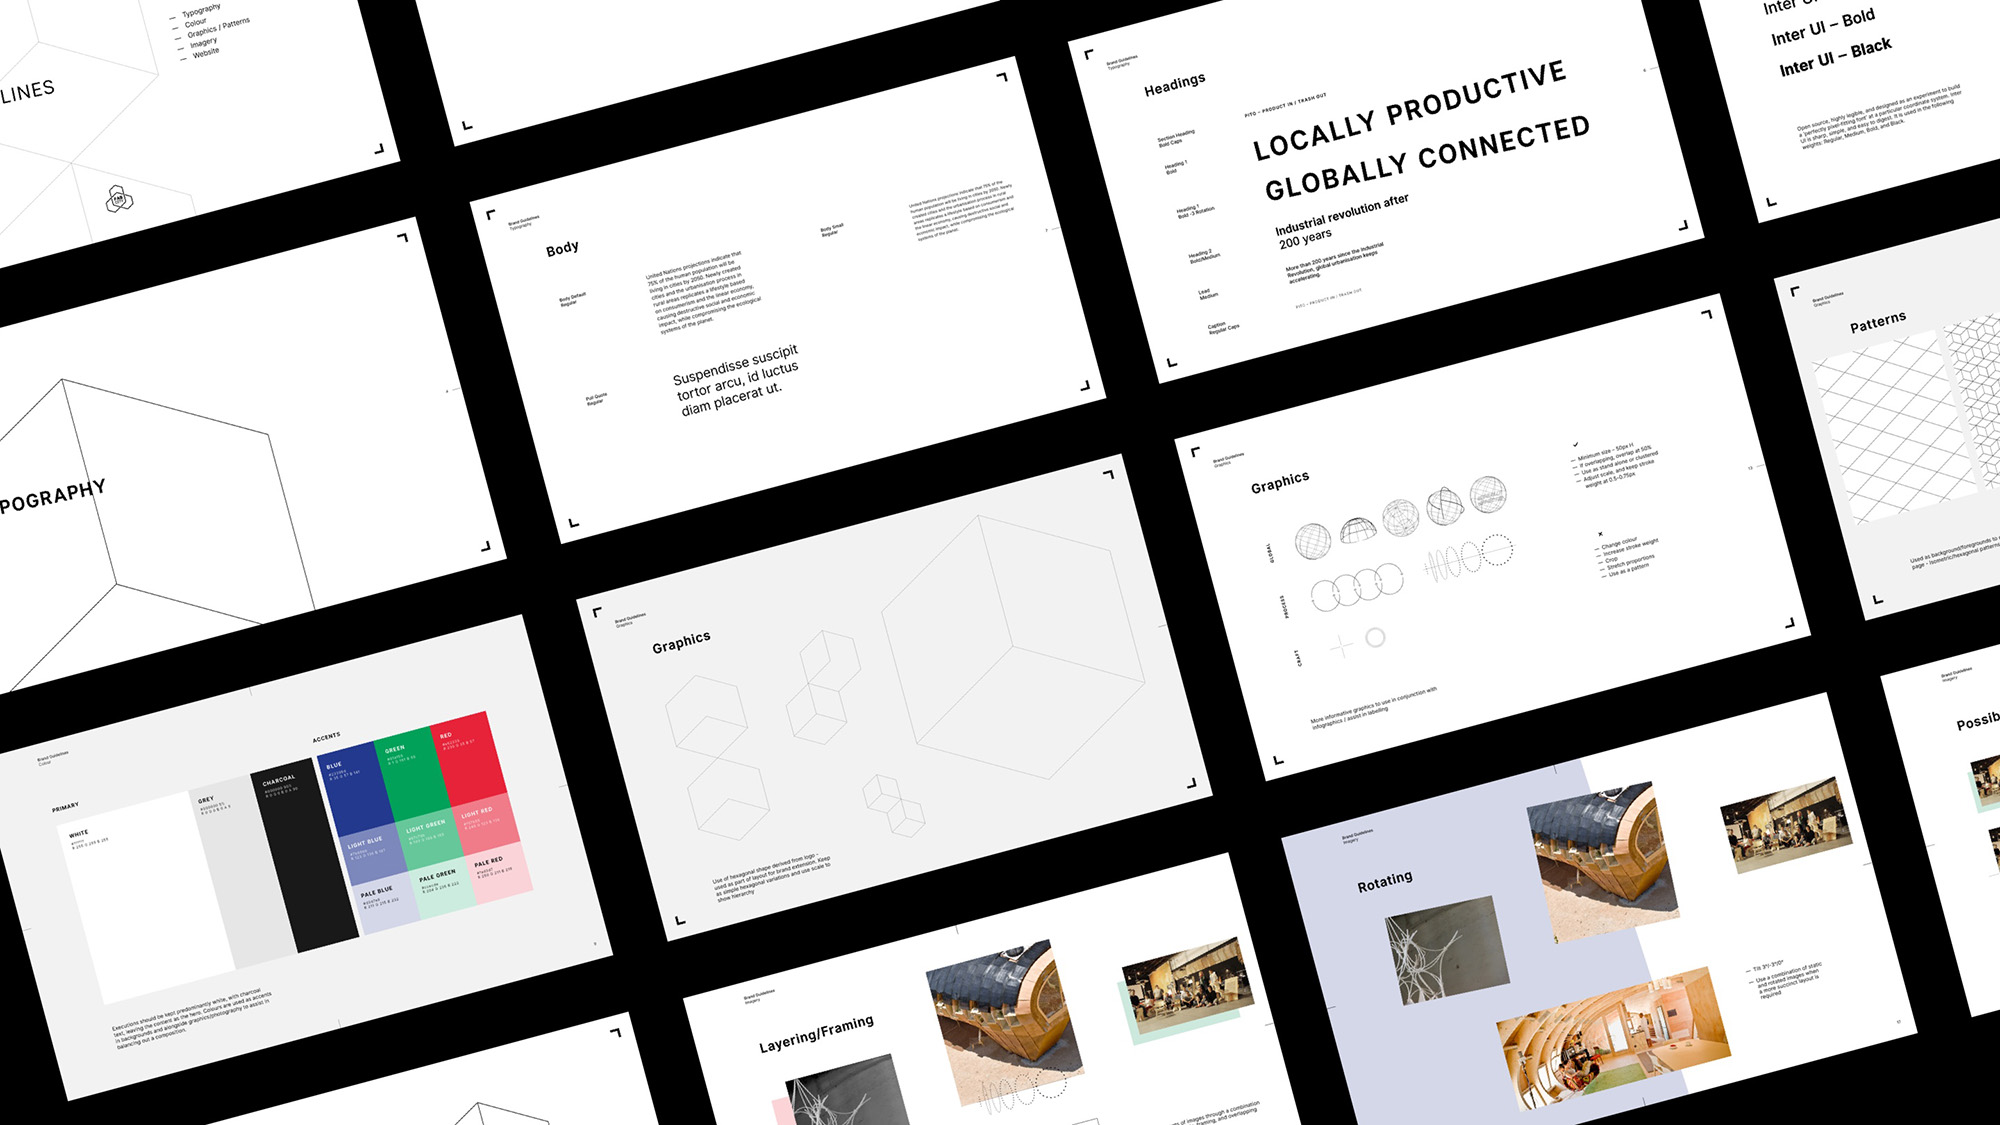 — Typography
— Colour
— Graphics / Patterns
— Imagery
— Website
LINES
FAB
Brand Guidelines
Typography
Body
Body Default
Regular
United Nations projections indicate that
75% of the human population will be
living in cities by 2050. Newly created
cities and the urbanisation process in
rural areas replicates a lifestyle based
on consumerism and the linear economy,
causing destructive social and economic
impact, while compromising the ecological
systems of the planet.
Body Small
Regular
United Nations projections indicate that 75% of the
human population will be living in cities by 2050. Newly
created cities and the urbanisation process in rural
areas replicates a lifestyle based on consumerism and
the linear economy, causing destructive social and
economic impact, while compromising the ecological
systems of the planet.
7
Pull Quote
Regular
Suspendisse suscipit
tortor arcu, id luctus
diam placerat ut.
Brand Guidelines
Typography
Headings
Section Heading
Bold Caps
PITO – PRODUCT IN / TRASH OUT
Heading 1
Bold
LOCALLY PRODUCTIVE
Heading 1
Bold -3 Rotation
GLOBALLY CONNECTED
Heading 2
Bold/Medium
Industrial revolution after
200 years
Lead
Medium
More than 200 years since the Industrial
Revolution, global urbanisation keeps
accelerating.
Caption
Regular Caps
PITO – PRODUCT IN / TRASH OUT
6
Inter UI – Bold
Inter UI – Black
Open source, highly legible, and designed as an experiment to build
a 'perfectly pixel-fitting font' at a particular coordinate system. Inter
UI is sharp, simple, and easy to digest. It is used in the following
weights: Regular, Medium, Bold, and Black.
POGRAPHY
Brand Guidelines
Graphics
Graphics
Use of hexagonal shape derived from logo -
used as part of layout for brand extension. Keep
as simple hexagonal variations and use scale to
show hierarchy
Brand Guidelines
Graphics
Graphics
GLOBAL
PROCESS
CRAFT
— Minimum size - 50px H
— If overlapping, overlap at 50%
— Use as stand alone or clustered
— Adjust scale, and keep stroke
weight at 0.5-0.75px
— Change colour
— Increase stroke weight
— Crop
— Stretch proportions
— Use as a pattern
More informative graphics to use in conjunction with
infographics / assist in labelling
Brand Guidelines
Graphics
Patterns
Used as background/foregrounds to
page - isometric/hexagonal patterns
Brand Guidelines
Colour
PRIMARY
WHITE
GREY
CHARCOAL
ACCENTS
BLUE
GREEN
RED
LIGHT BLUE
LIGHT GREEN
LIGHT RED
PALE BLUE
PALE GREEN
PALE RED
Executions should be kept predominantly white, with charcoal
text, leaving the content as the hero. Colours are used as accents
in backgrounds and alongside graphics/photography to assist in
balancing out a composition.
Brand Guidelines
Imagery
Layering/Framing
of images through a combination
framing, and overlapping
Brand Guidelines
Imagery
Rotating
— Tilt 3°/-3°/0°
— Use a combination of static
and rotated images when
a more succinct layout is
required
17
Brand Guidelines
Imagery
Possib